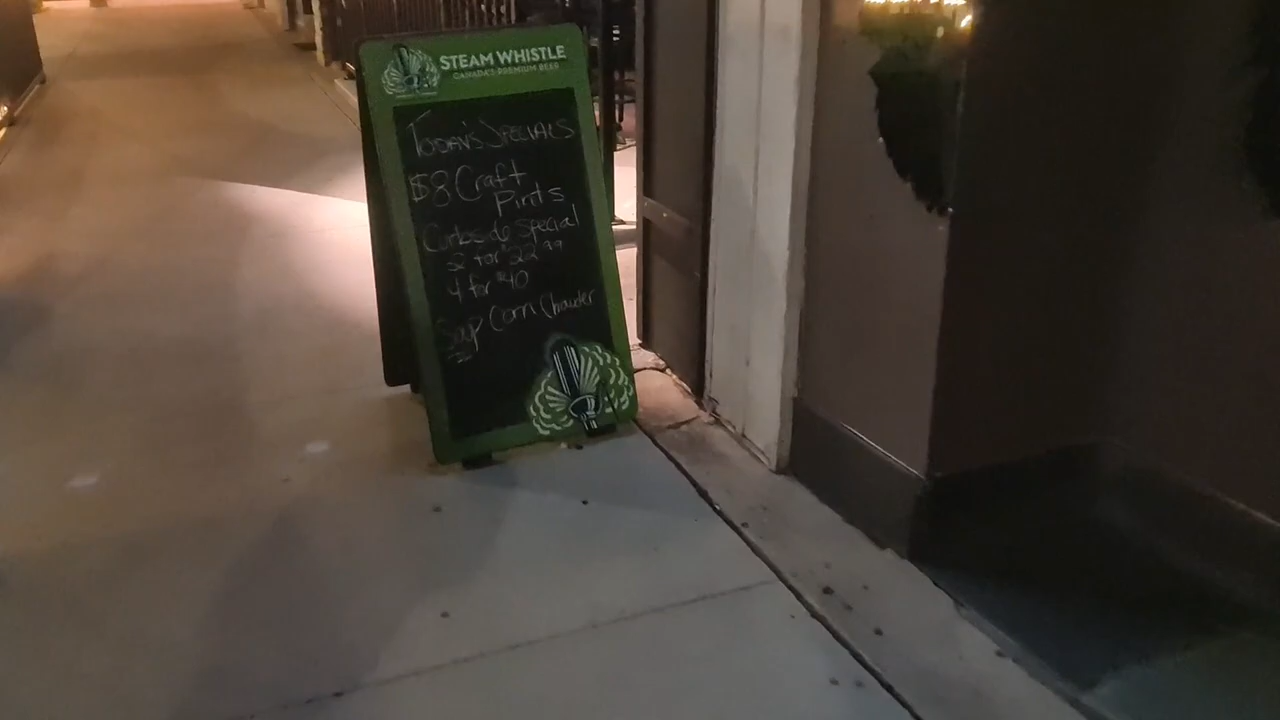 STEAM WHISTLE
CANADA'S PREMIUM BEER
TODAY'S SPECIALS
$8 Craft
Pints
Curbside Special
2 for $22.99
4 for $40
Soup Corn Chowder